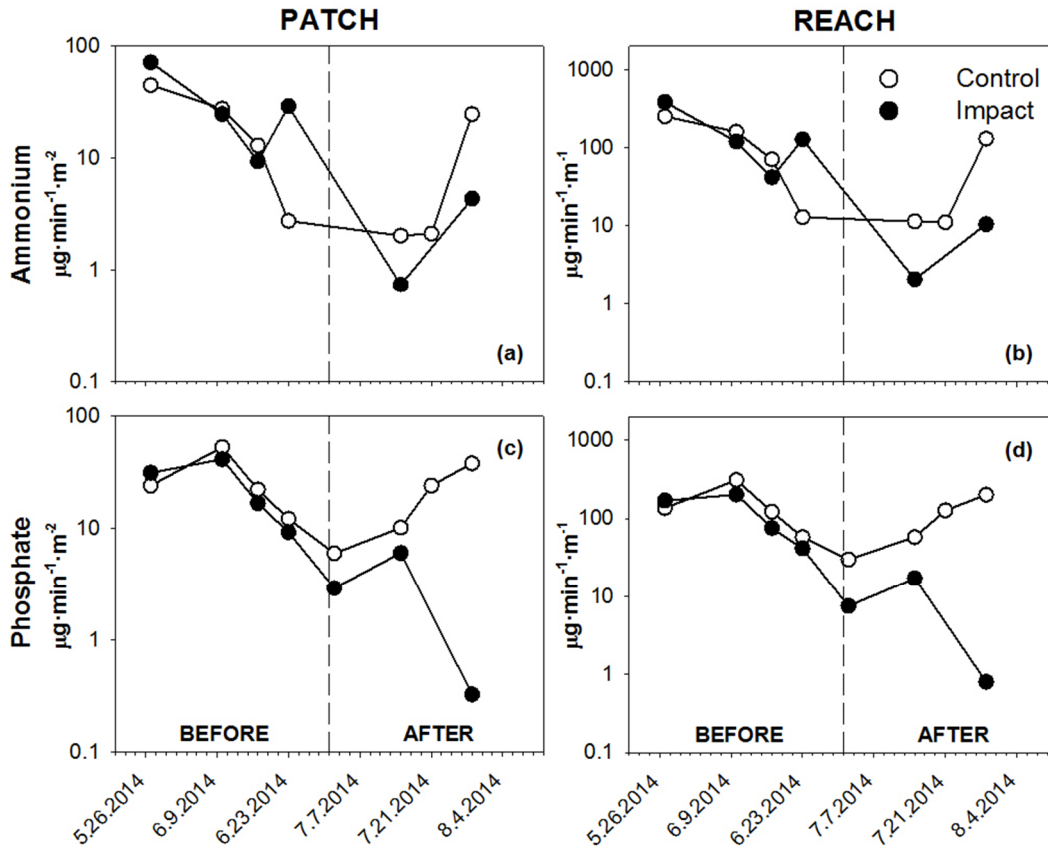 PATCH
REACH
Ammonium
µg·min⁻¹·m⁻²
100
10
1
0.1
(a)
µg·min⁻¹·m⁻¹
1000
100
10
1
0.1
Control
Impact
(b)
Phosphate
µg·min⁻¹·m⁻²
100
10
1
0.1
(c)
BEFORE
AFTER
5.26.2014
6.9.2014
6.23.2014
7.7.2014
7.21.2014
8.4.2014
µg·min⁻¹·m⁻¹
1000
100
10
1
0.1
(d)
BEFORE
AFTER
5.26.2014
6.9.2014
6.23.2014
7.7.2014
7.21.2014
8.4.2014